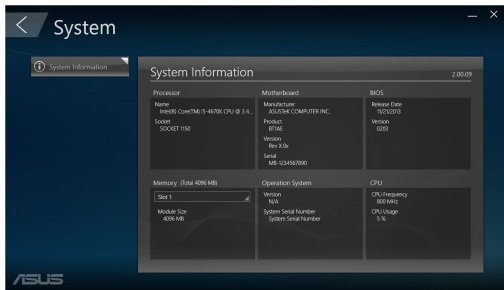 System
System Information
System Information
2.00.09
Processor
Name
Intel(R) Core(TM) i5-4670K CPU @ 3.4...
Socket
SOCKET 1150
Motherboard
Manufacturer
ASUSTeK COMPUTER INC.
Product
BT1AE
Version
Rev X.0x
Serial
MB-1234567890
BIOS
Release Date
11/21/2013
Version
0203
Memory (Total 4096 MB)
Slot 1
Module Size
4096 MB
Operation System
Version
N/A
System Serial Number
System Serial Number
CPU
CPU Frequency
800 MHz
CPU Usage
5 %
ASUS